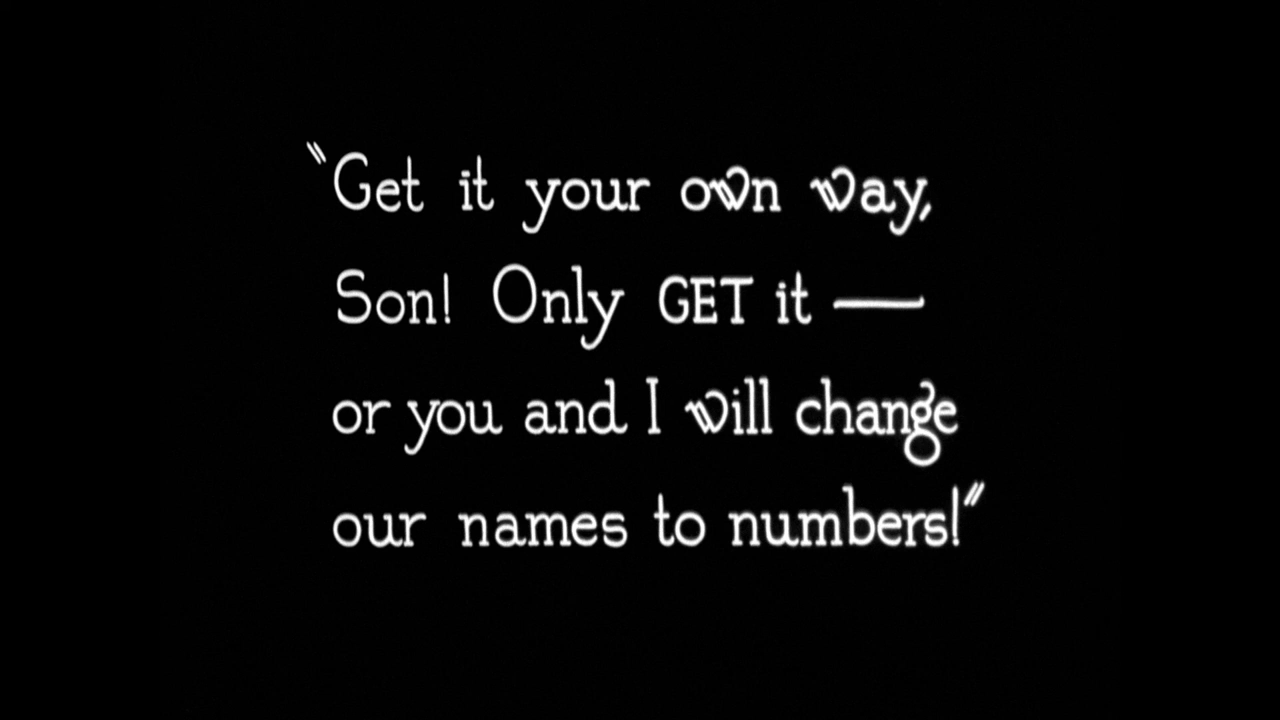 "Get it your own way,
Son! Only GET it —
or you and I will change
our names to numbers!"